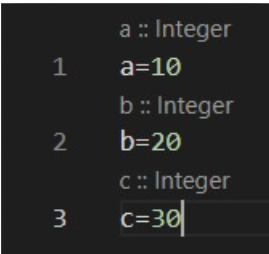 a :: Integer
1 a=10
b :: Integer
2 b=20
c :: Integer
3 c=30